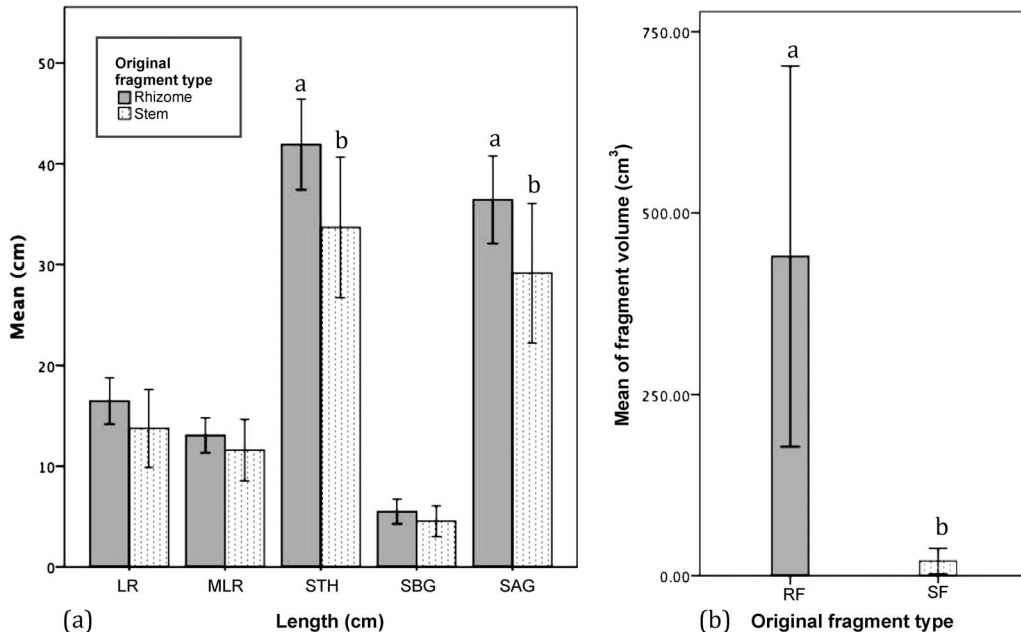 Original
fragment type
Rhizome
Stem
50
40
30
20
10
0
Mean (cm)
a
b
a
b
LR MLR STH SBG SAG
(a) Length (cm)
750.00
500.00
250.00
0.00
Mean of fragment volume (cm³)
a
b
RF SF
(b) Original fragment type